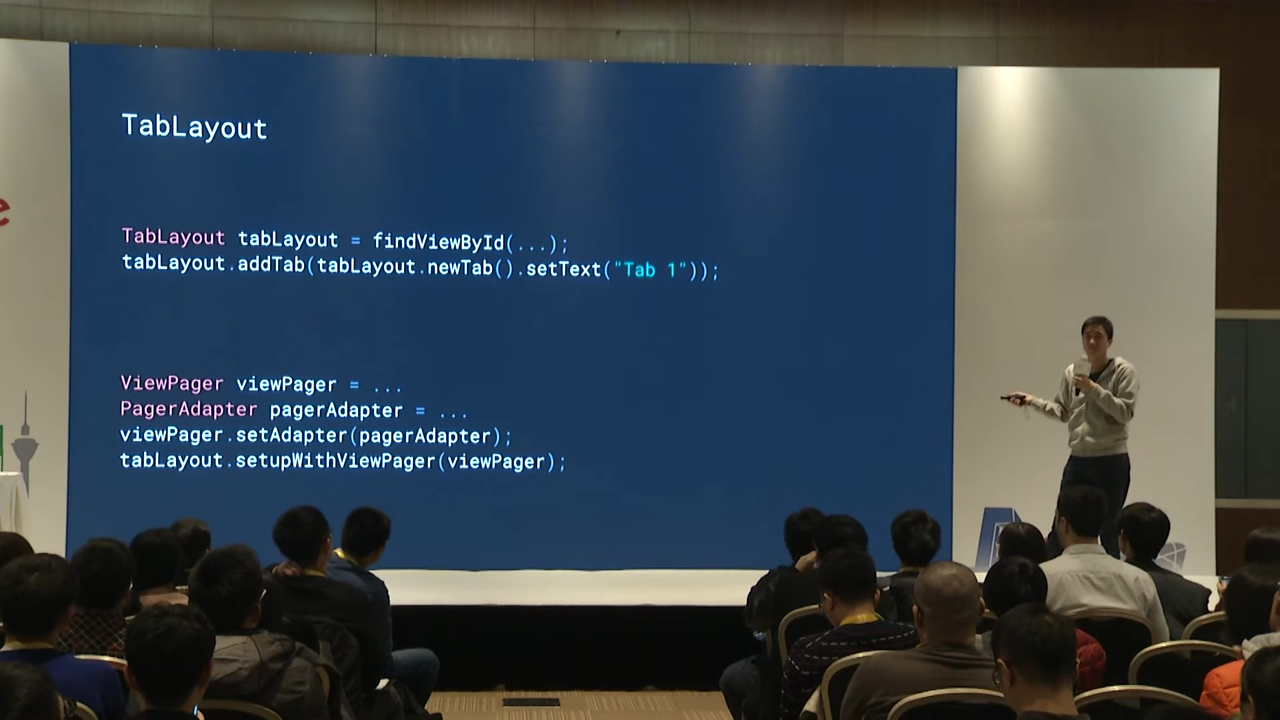 TabLayout
TabLayout tabLayout = findViewById(...);
tabLayout.addTab(tabLayout.newTab().setText("Tab 1"));
ViewPager viewPager = ...
PagerAdapter pagerAdapter = ...
viewPager.setAdapter(pagerAdapter);
tabLayout.setupWithViewPager(viewPager);
e